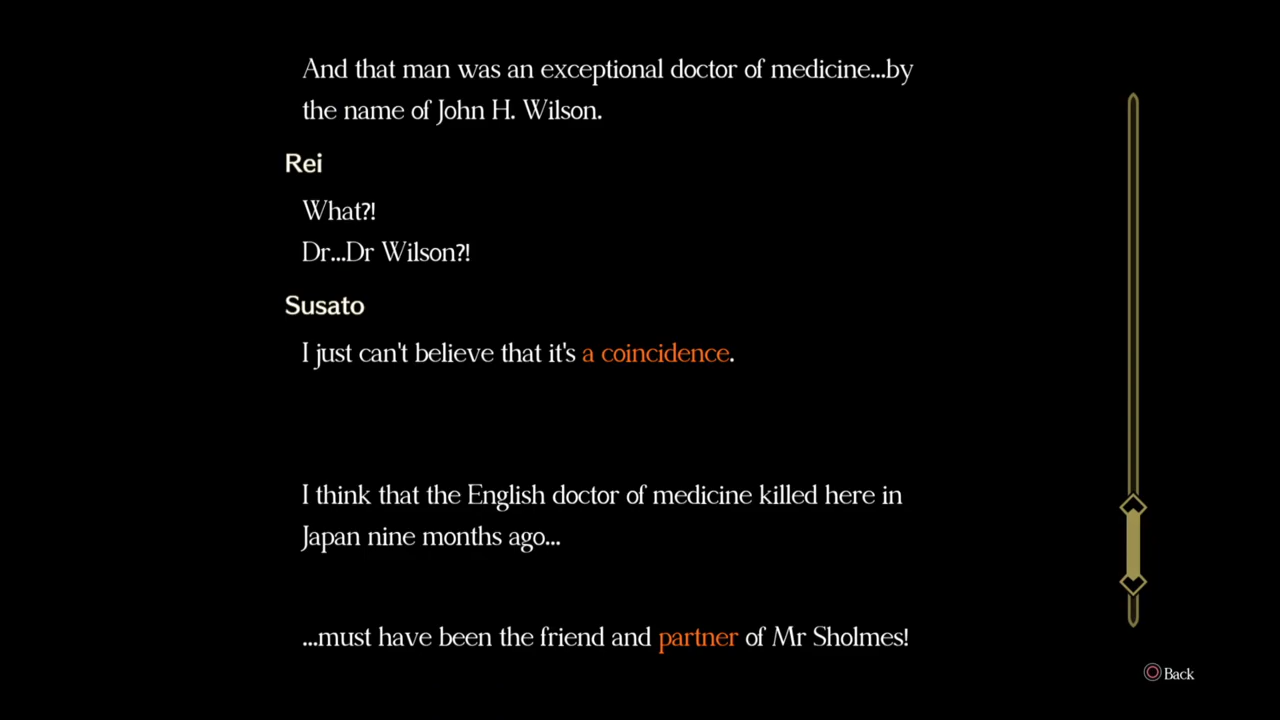 And that man was an exceptional doctor of medicine...by
the name of John H. Wilson.
Rei
What?!
Dr...Dr Wilson?!
Susato
I just can't believe that it's a coincidence.
I think that the English doctor of medicine killed here in
Japan nine months ago...
...must have been the friend and partner of Mr Sholmes!
Back